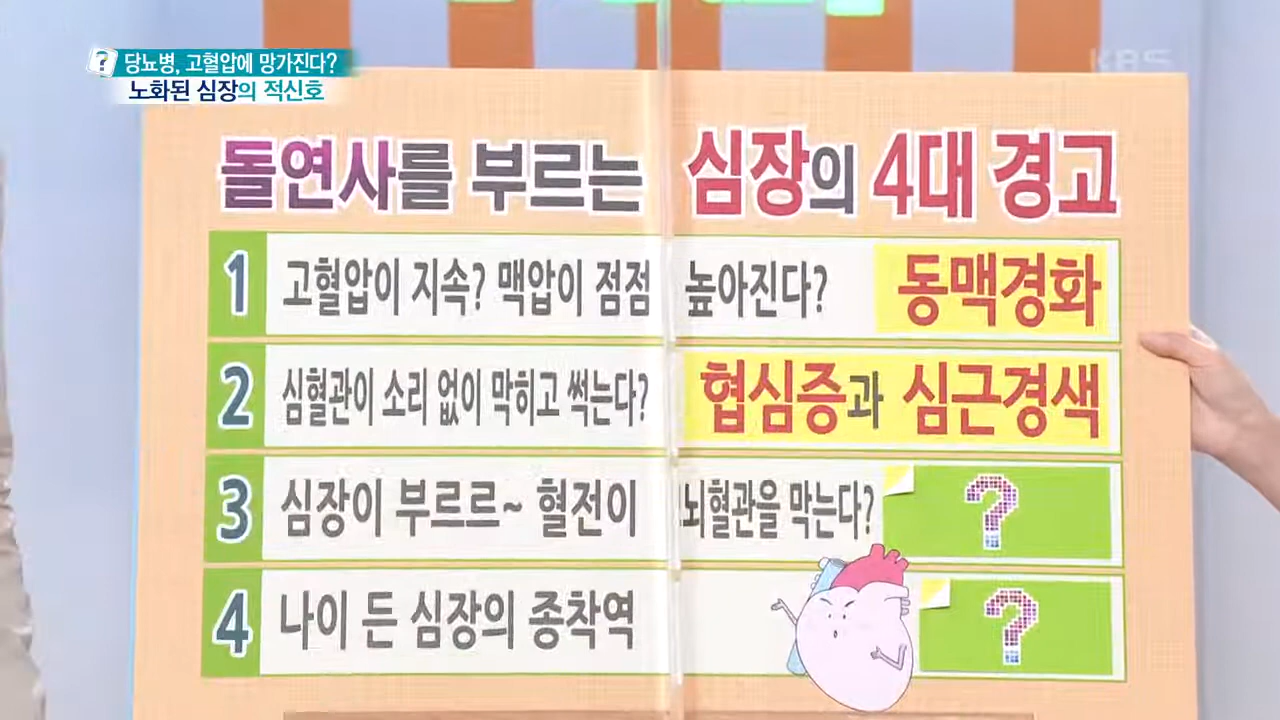 당뇨병, 고혈압에 망가진다?
노화된 심장의 적신호
KBS
돌연사를 부르는 심장의 4대 경고
1 고혈압이 지속? 맥압이 점점 높아진다? 동맥경화
2 심혈관이 소리 없이 막히고 썩는다? 협심증과 심근경색
3 심장이 부르르~ 혈전이 뇌혈관을 막는다? ?
4 나이 든 심장의 종착역 ?